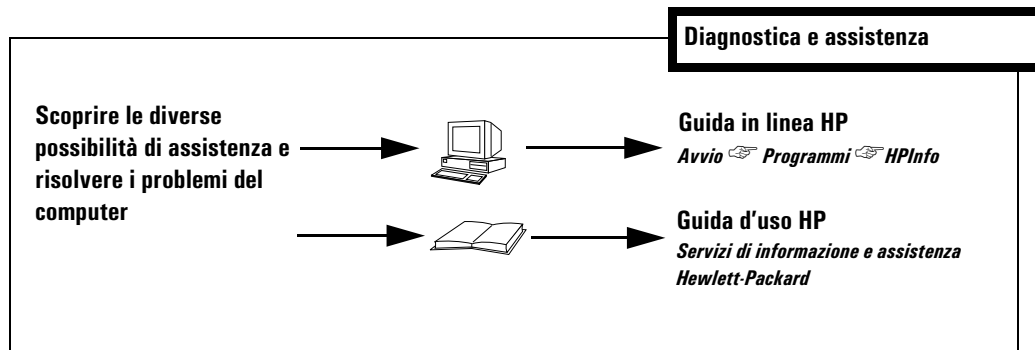 Diagnostica e assistenza
Scoprire le diverse
possibilità di assistenza e
risolvere i problemi del
computer
Guida in linea HP
Avvio ☞ Programmi ☞ HPInfo
Guida d'uso HP
Servizi di informazione e assistenza
Hewlett-Packard